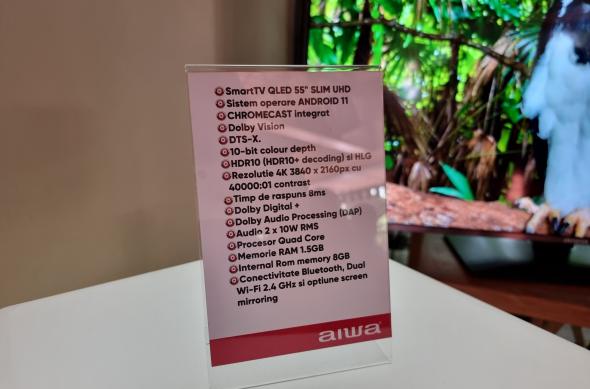 SmartTV QLED 55" SLIM UHD
Sistem operare ANDROID 11
CHROMECAST integrat
Dolby Vision
DTS-X.
10-bit colour depth
HDR10 (HDR10+ decoding) si HLG
Rezolutie 4K 3840 x 2160px cu
40000:01 contrast
Timp de raspuns 8ms
Dolby Digital +
Dolby Audio Processing (DAP)
Audio 2 x 10W RMS
Procesor Quad Core
Memorie RAM 1.5GB
Internal Rom memory 8GB
Conectivitate Bluetooth, Dual
Wi-Fi 2.4 GHz si optiune screen
mirroring
aiwa